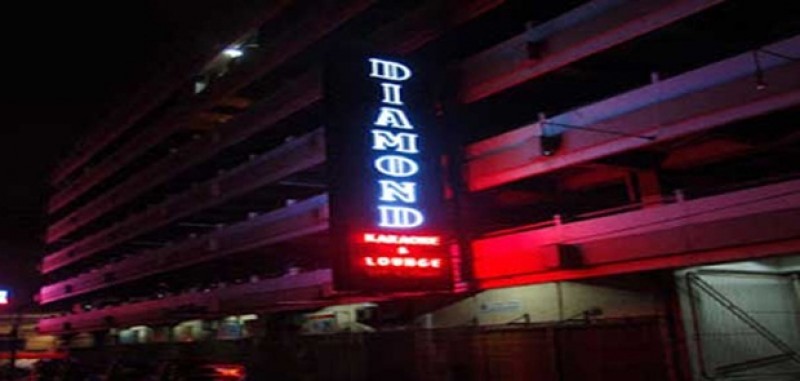 DIAMOND
KARAOKE
&
LOUNGE